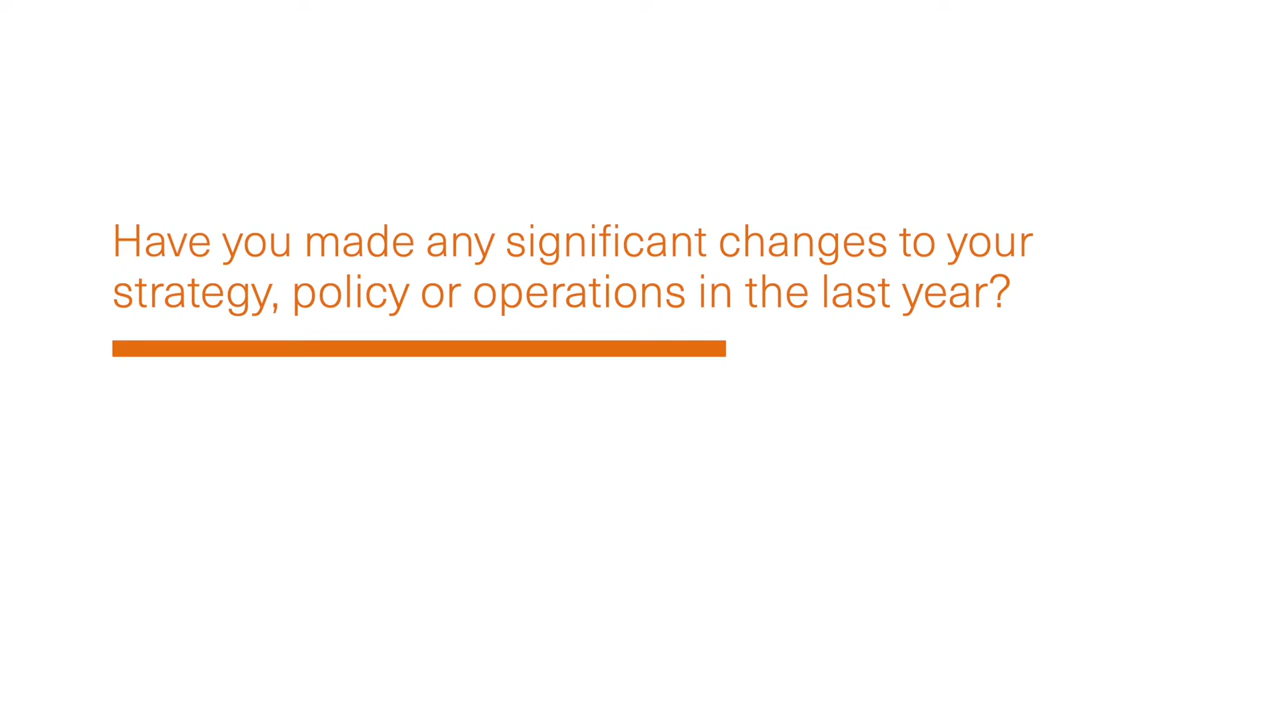 Have you made any significant changes to your
strategy, policy or operations in the last year?